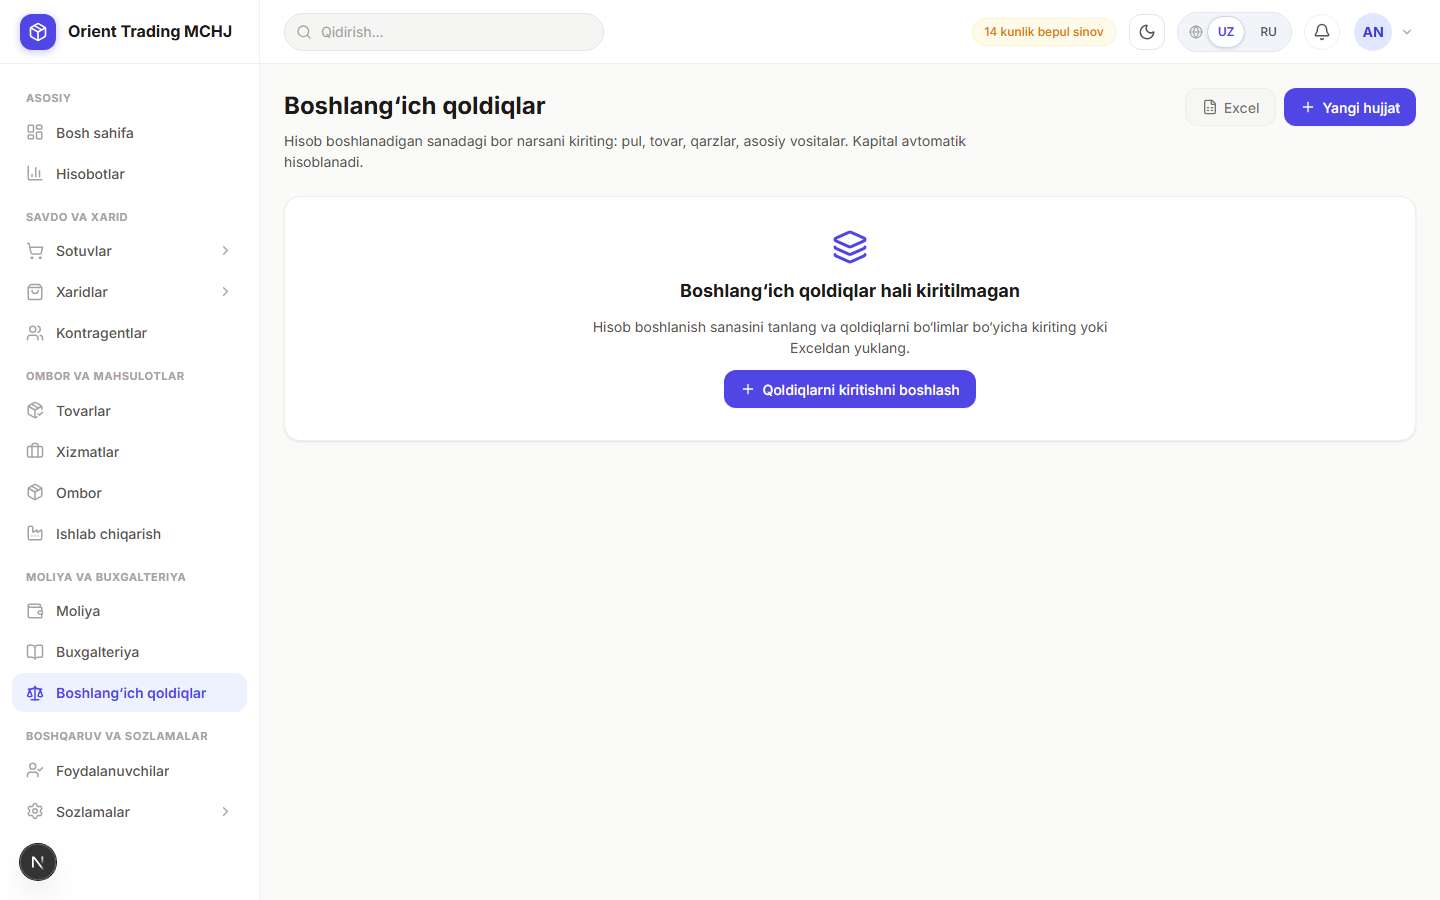 Orient Trading MCHJ
Qidirish...
14 kunlik bepul sinov
UZ
RU
AN
ASOSIY
Bosh sahifa
Hisobotlar
SAVDO VA XARID
Sotuvlar
Xaridlar
Kontragentlar
OMBOR VA MAHSULOTLAR
Tovarlar
Xizmatlar
Ombor
Ishlab chiqarish
MOLIYA VA BUXGALTERIYA
Moliya
Buxgalteriya
Boshlang‘ich qoldiqlar
BOSHQARUV VA SOZLAMALAR
Foydalanuvchilar
Sozlamalar
N
Boshlang‘ich qoldiqlar
Hisob boshlanadigan sanadagi bor narsani kiriting: pul, tovar, qarzlar, asosiy vositalar. Kapital avtomatik
hisoblanadi.
Excel
Yangi hujjat
Boshlang‘ich qoldiqlar hali kiritilmagan
Hisob boshlanish sanasini tanlang va qoldiqlarni bo‘limlar bo‘yicha kiriting yoki
Exceldan yuklang.
Qoldiqlarni kiritishni boshlash